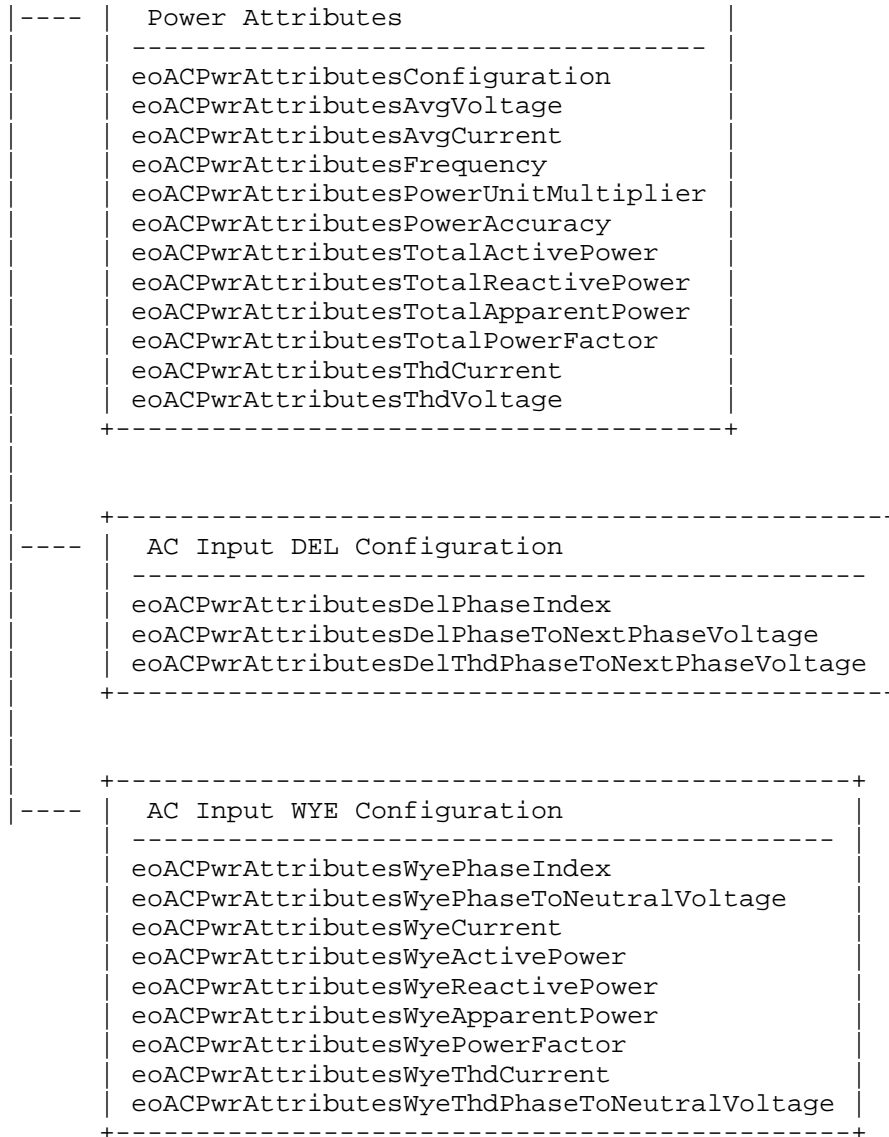 Power Attributes
eoACPwrAttributesConfiguration
eoACPwrAttributesAvgVoltage
eoACPwrAttributesAvgCurrent
eoACPwrAttributesFrequency
eoACPwrAttributesPowerUnitMultiplier
eoACPwrAttributesPowerAccuracy
eoACPwrAttributesTotalActivePower
eoACPwrAttributesTotalReactivePower
eoACPwrAttributesTotalApparentPower
eoACPwrAttributesTotalPowerFactor
eoACPwrAttributesThdCurrent
eoACPwrAttributesThdVoltage
AC Input DEL Configuration
eoACPwrAttributesDelPhaseIndex
eoACPwrAttributesDelPhaseToNextPhaseVoltage
eoACPwrAttributesDelThdPhaseToNextPhaseVoltage
AC Input WYE Configuration
eoACPwrAttributesWyePhaseIndex
eoACPwrAttributesWyePhaseToNeutralVoltage
eoACPwrAttributesWyeCurrent
eoACPwrAttributesWyeActivePower
eoACPwrAttributesWyeReactivePower
eoACPwrAttributesWyeApparentPower
eoACPwrAttributesWyePowerFactor
eoACPwrAttributesWyeThdCurrent
eoACPwrAttributesWyeThdPhaseToNeutralVoltage